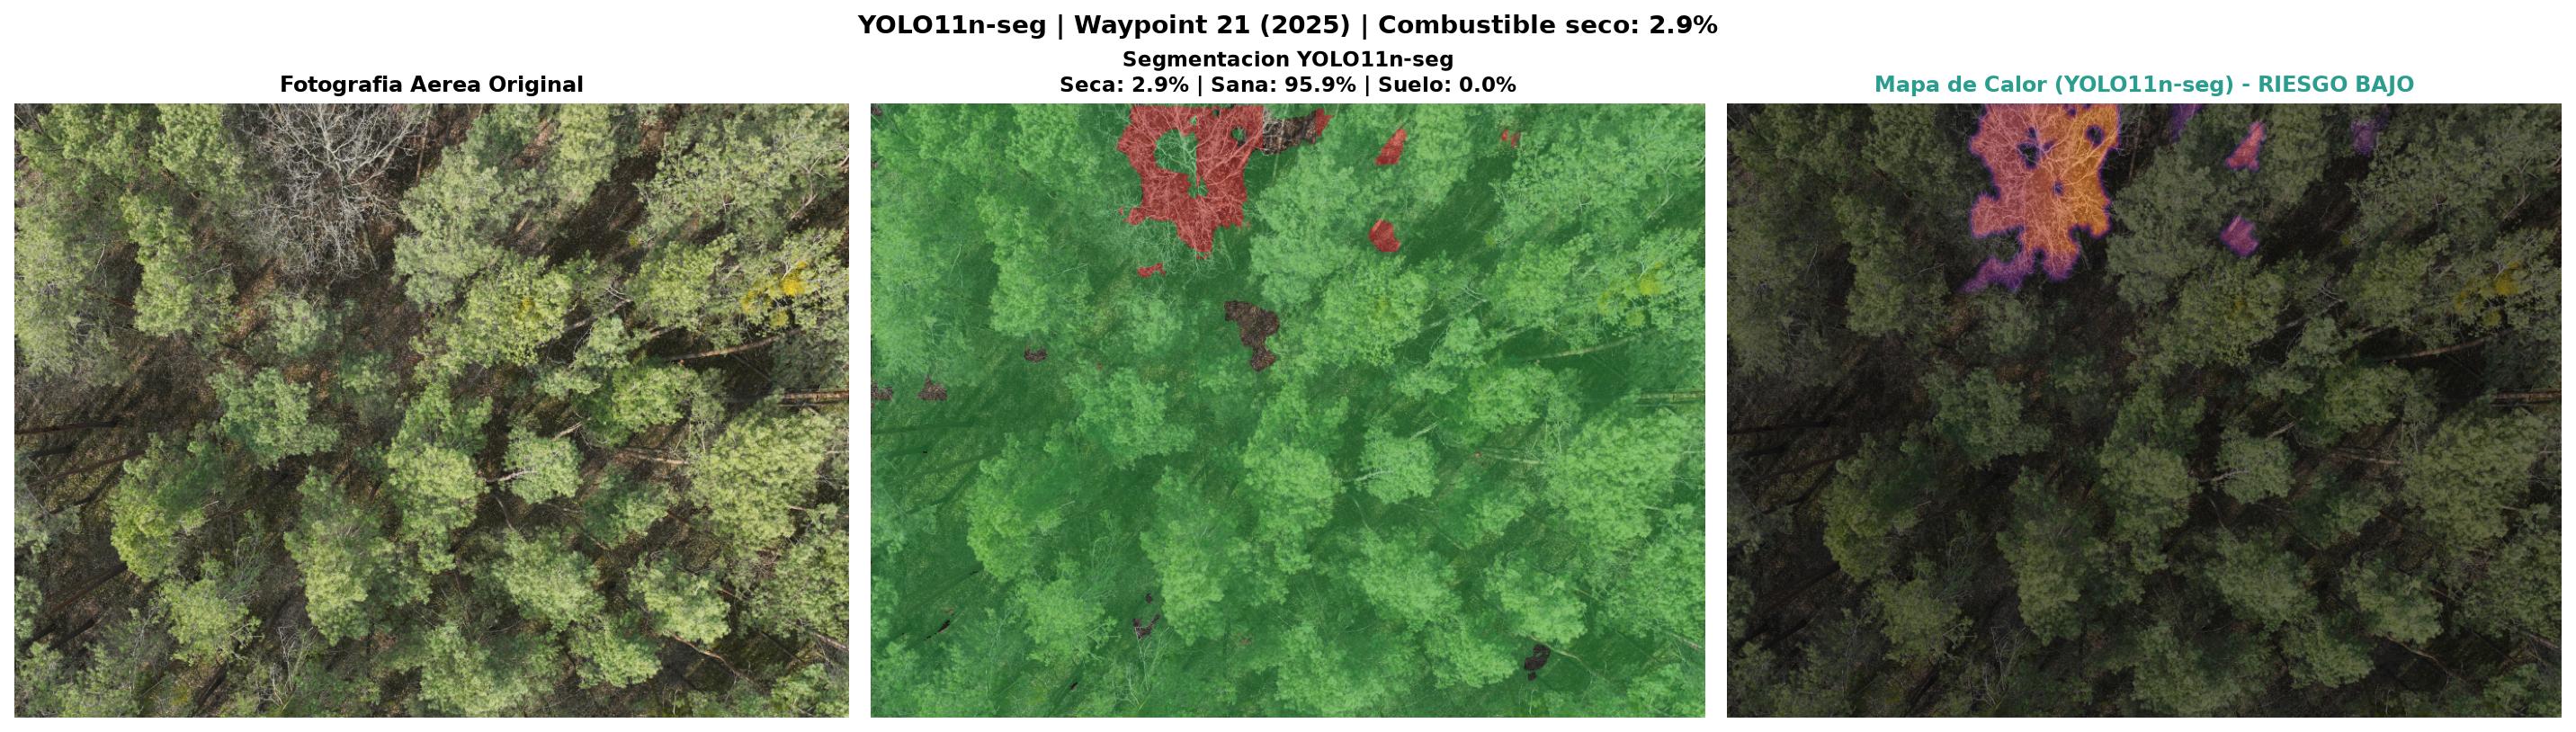 YOLO11n-seg | Waypoint 21 (2025) | Combustible seco: 2.9%
Fotografia Aerea Original
Segmentacion YOLO11n-seg
Seca: 2.9% | Sana: 95.9% | Suelo: 0.0%
Mapa de Calor (YOLO11n-seg) - RIESGO BAJO